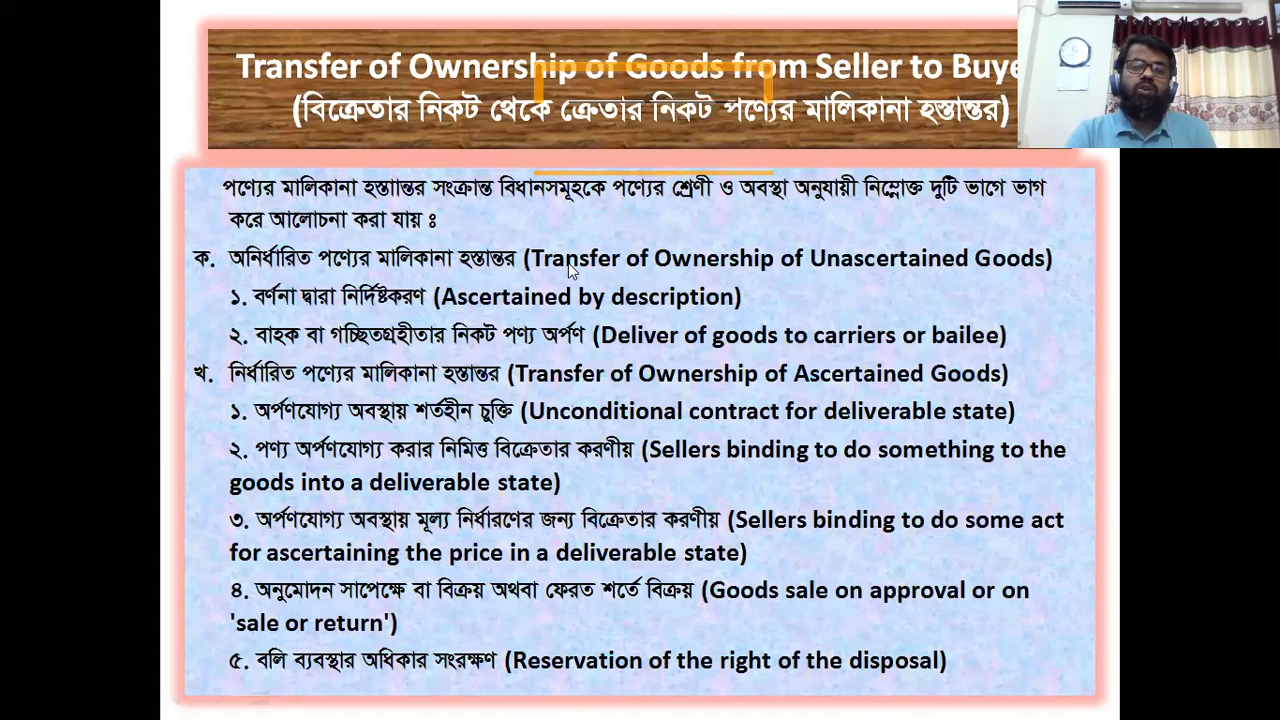 Transfer of Ownership of Goods from Seller to Buye
(বিক্রেতার নিকট থেকে ক্রেতার নিকট পণ্যের মালিকানা হস্তান্তর)
পণ্যের মালিকানা হস্তাান্তর সংক্রান্ত বিধানসমূহকে পণ্যের শ্রেণী ও অবস্থা অনুযায়ী নিম্নোক্ত দুটি ভাগে ভাগ
করে আলোচনা করা যায় ঃ
ক. অনির্ধারিত পণ্যের মালিকানা হস্তান্তর (Transfer of Ownership of Unascertained Goods)
১. বর্ণনা দ্বারা নির্দিষ্টকরণ (Ascertained by description)
২. বাহক বা গচ্ছিতগ্রহীতার নিকট পণ্য অর্পণ (Deliver of goods to carriers or bailee)
খ. নির্ধারিত পণ্যের মালিকানা হস্তান্তর (Transfer of Ownership of Ascertained Goods)
১. অর্পণযোগ্য অবস্থায় শর্তহীন চুক্তি (Unconditional contract for deliverable state)
২. পণ্য অর্পণযোগ্য করার নিমিত্ত বিক্রেতার করণীয় (Sellers binding to do something to the
goods into a deliverable state)
৩. অর্পণযোগ্য অবস্থায় মূল্য নির্ধারণের জন্য বিক্রেতার করণীয় (Sellers binding to do some act
for ascertaining the price in a deliverable state)
৪. অনুমোদন সাপেক্ষে বা বিক্রয় অথবা ফেরত শর্তে বিক্রয় (Goods sale on approval or on
'sale or return')
৫. বলি ব্যবস্থার অধিকার সংরক্ষণ (Reservation of the right of the disposal)